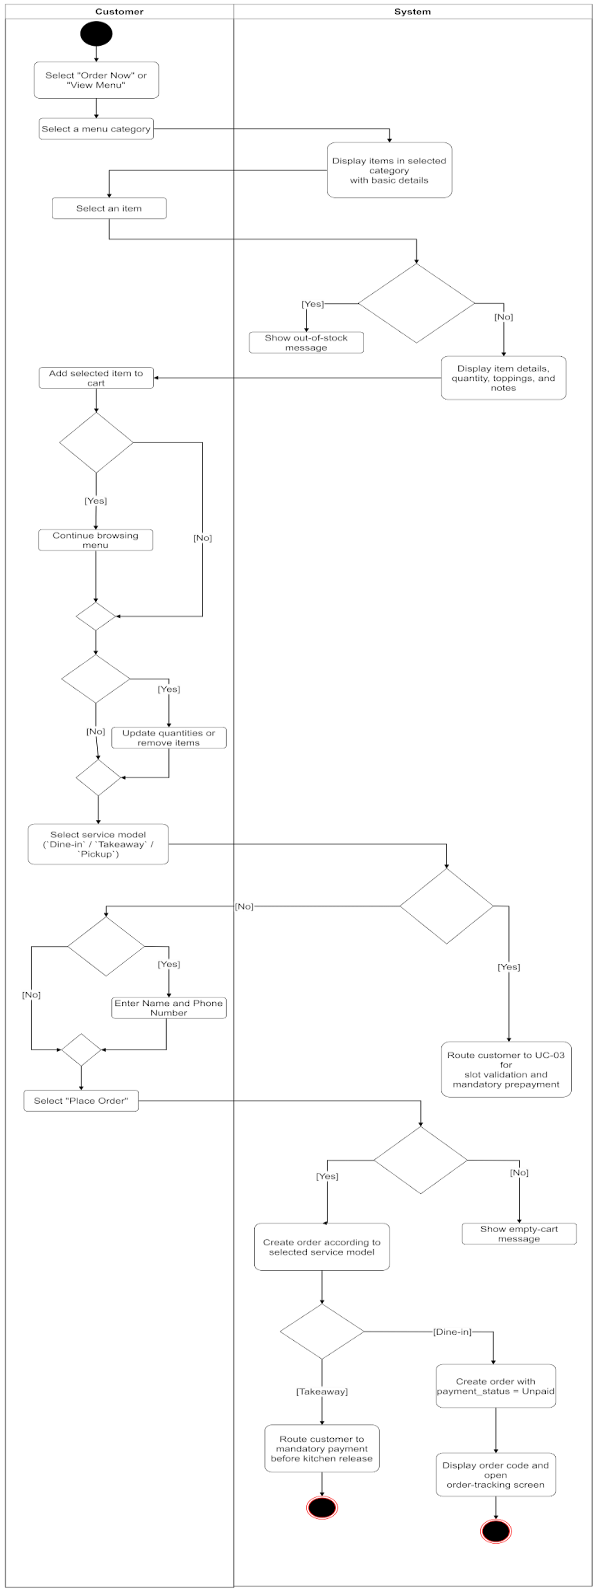 Customer
System
Select "Order Now" or
"View Menu"
Select a menu category
Display items in selected
category
with basic details
Select an item
[Yes]
[No]
Show out-of-stock
message
Display item details,
quantity, toppings, and
notes
Add selected item to
cart
[Yes]
[No]
Continue browsing
menu
[Yes]
[No]
Update quantities or
remove items
Select service model
(`Dine-in` / `Takeaway` /
`Pickup`)
[No]
[Yes]
[Yes]
[No]
Enter Name and Phone
Number
Route customer to UC-03
for
slot validation and
mandatory prepayment
Select "Place Order"
[Yes]
[No]
Create order according to
selected service model
Show empty-cart
message
[Dine-in]
[Takeaway]
Create order with
payment_status = Unpaid
Route customer to
mandatory payment
before kitchen release
Display order code and
open
order-tracking screen